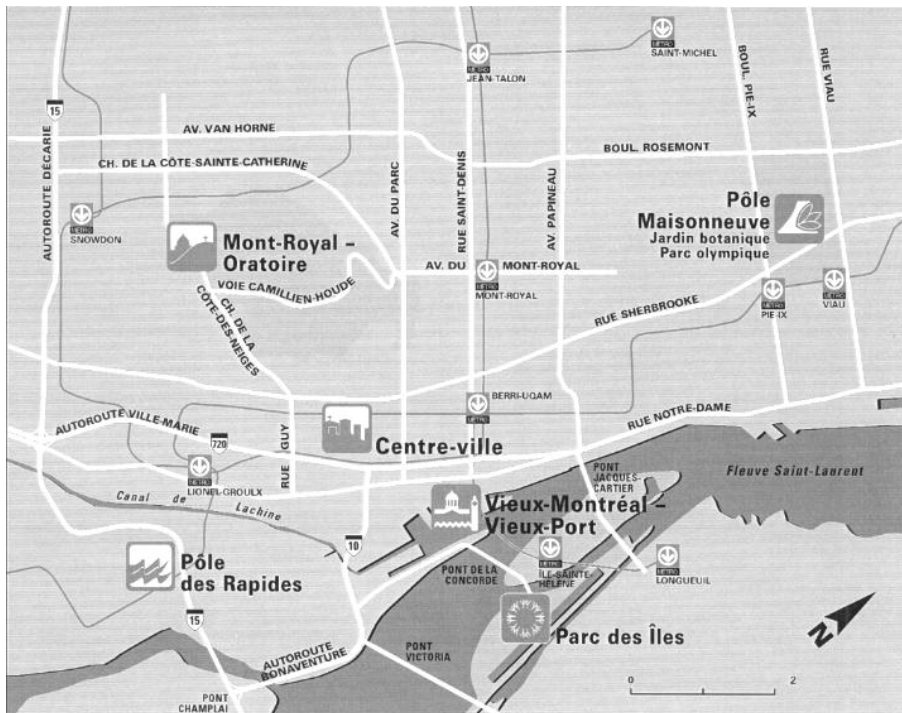 MÉTRO
SAINT-MICHEL
MÉTRO
JEAN-TALON
BOUL. PIE-IX
RUE VIAU
15
AUTOROUTE DÉCARIE
AV. VAN HORNE
CH. DE LA CÔTE-SAINTE-CATHERINE
AV. DU PARC
RUE SAINT-DENIS
AV. PAPINEAU
BOUL. ROSEMONT
MÉTRO
SNOWDON
Mont-Royal –
Oratoire
Pôle
Maisonneuve
Jardin botanique
Parc olympique
VOIE CAMILLIEN-HOUDE
AV. DU
MONT-ROYAL
MÉTRO
MONT-ROYAL
CH. DE LA
CÔTE-DES-NEIGES
RUE SHERBROOKE
MÉTRO
PIE-IX
MÉTRO
VIAU
BERRI-UQAM
MÉTRO
AUTOROUTE VILLE-MARIE
720
RUE GUY
Centre-ville
RUE NOTRE-DAME
MÉTRO
LIONEL-GROULX
Canal de
Lachine
PONT
JACQUES-
CARTIER
Fleuve Saint-Laurent
Vieux-Montréal –
Vieux-Port
10
Pôle
des Rapides
PONT DE LA
CONCORDE
MÉTRO
ÎLE-SAINTE-
HÉLÈNE
MÉTRO
LONGUEUIL
15
Parc des Îles
AUTOROUTE
BONAVENTURE
PONT
VICTORIA
PONT
CHAMPLAI
N
0
2